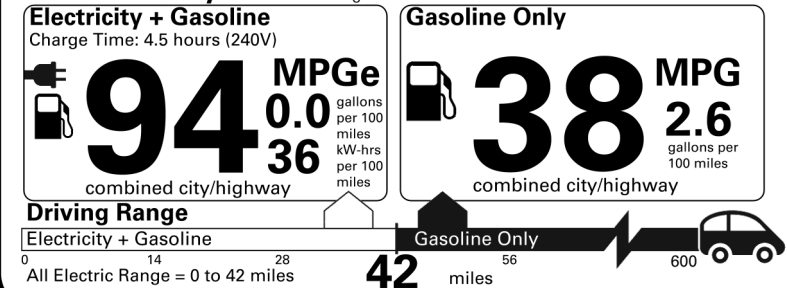 Electricity + Gasoline
Charge Time: 4.5 hours (240V)
94
MPGe
0.0 gallons per 100 miles
36 kW-hrs per 100 miles
combined city/highway
Gasoline Only
38
MPG
2.6
gallons per
100 miles
combined city/highway
Driving Range
Electricity + Gasoline
Gasoline Only
0 14 28 42 56 600
All Electric Range = 0 to 42 miles
miles